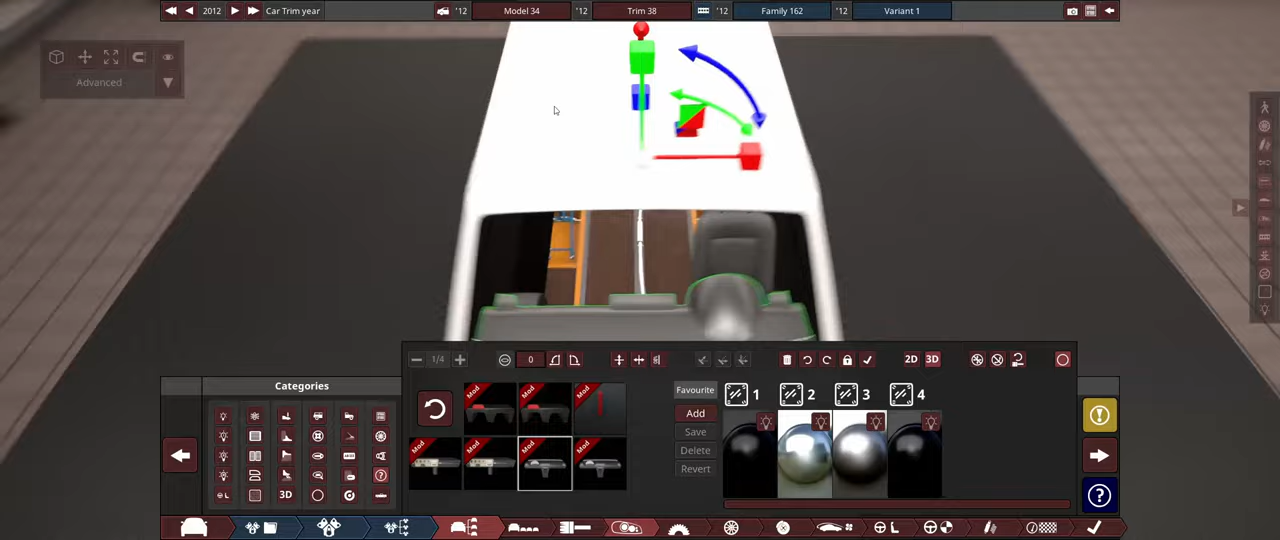 2012 Car Trim year '12 Model 34 '12 Trim 38 '12 Family 162 '12 Variant 1
Advanced
1/4 0 2D 3D
Categories
Favourite 1 2 3 4
Add
Save
Delete
Revert
Mod Mod Mod
Mod Mod Mod Mod
L 3D
?